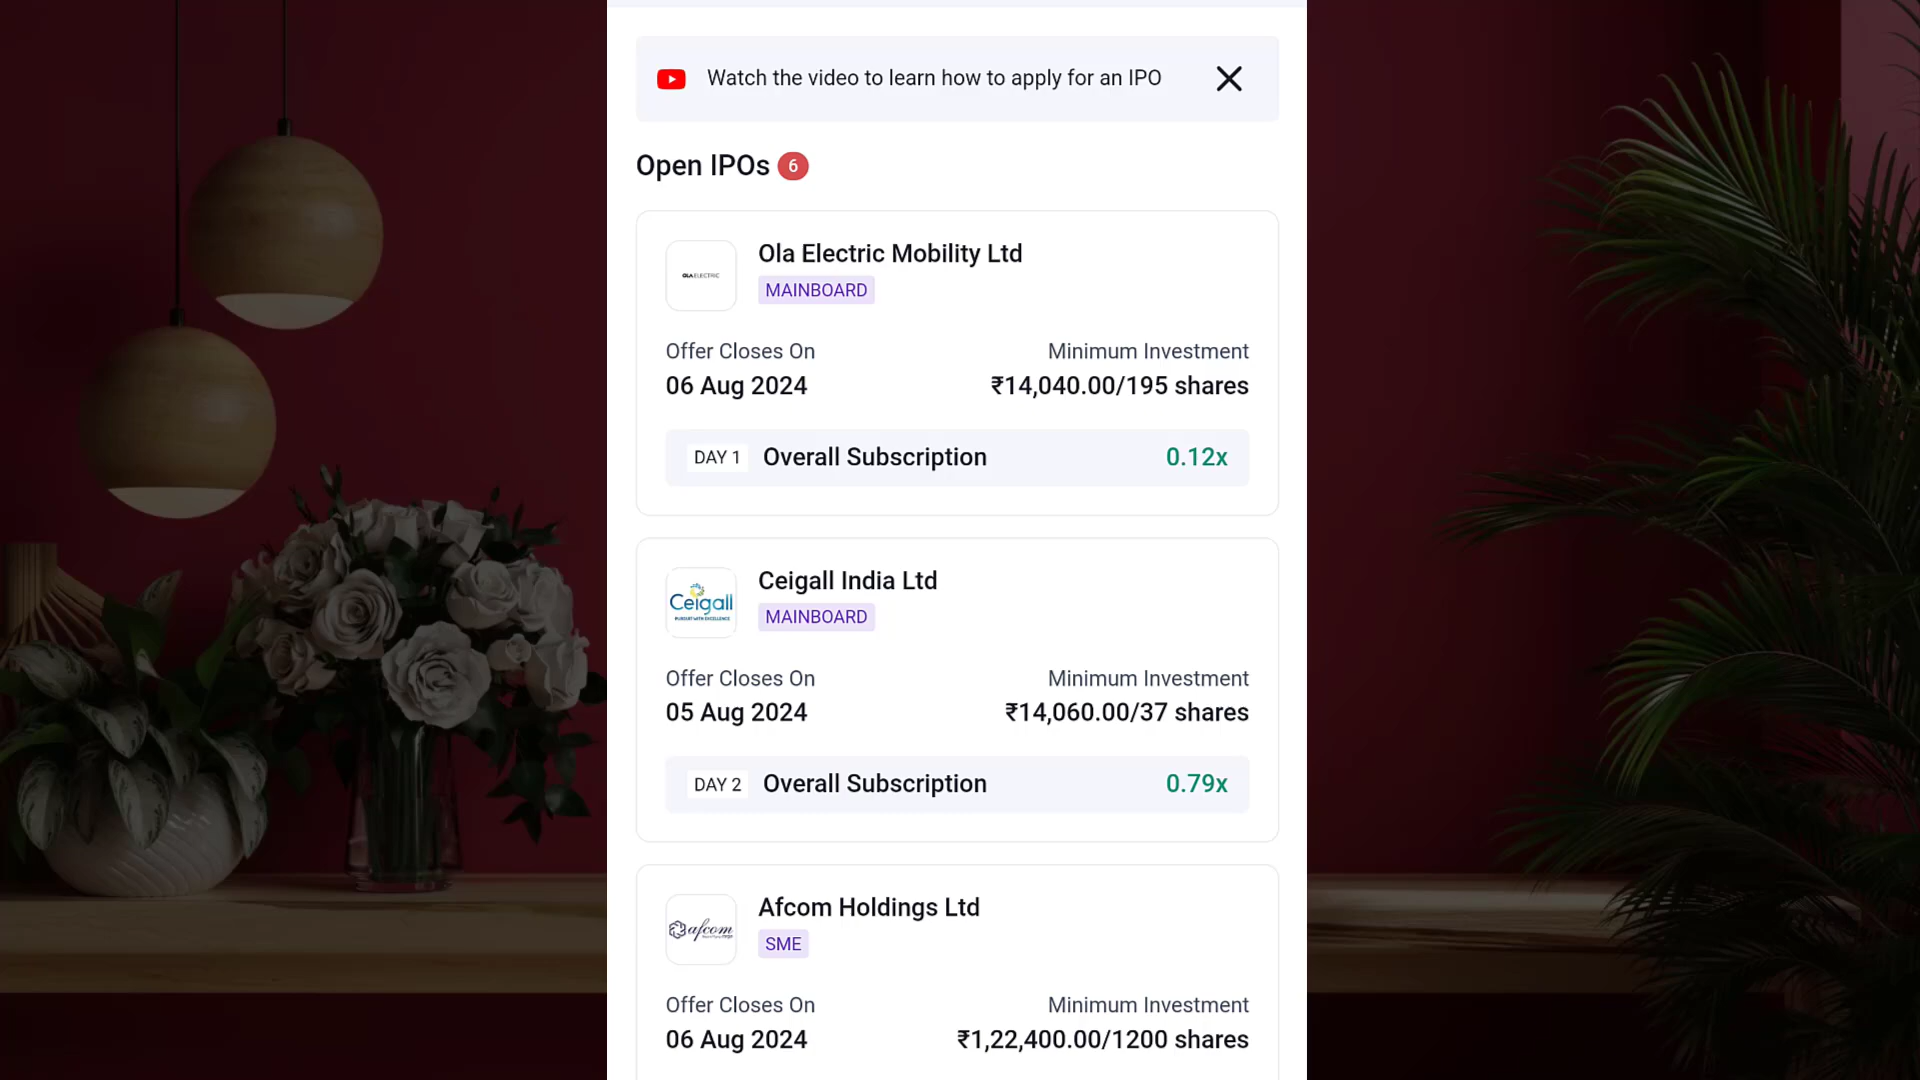 Watch the video to learn how to apply for an IPO
Open IPOs 6
OLA ELECTRIC
Ola Electric Mobility Ltd
MAINBOARD
Offer Closes On
Minimum Investment
06 Aug 2024
₹14,040.00/195 shares
DAY 1 Overall Subscription 0.12x
Ceigall
Ceigall India Ltd
MAINBOARD
Offer Closes On
Minimum Investment
05 Aug 2024
₹14,060.00/37 shares
DAY 2 Overall Subscription 0.79x
afcom
Afcom Holdings Ltd
SME
Offer Closes On
Minimum Investment
06 Aug 2024
₹1,22,400.00/1200 shares